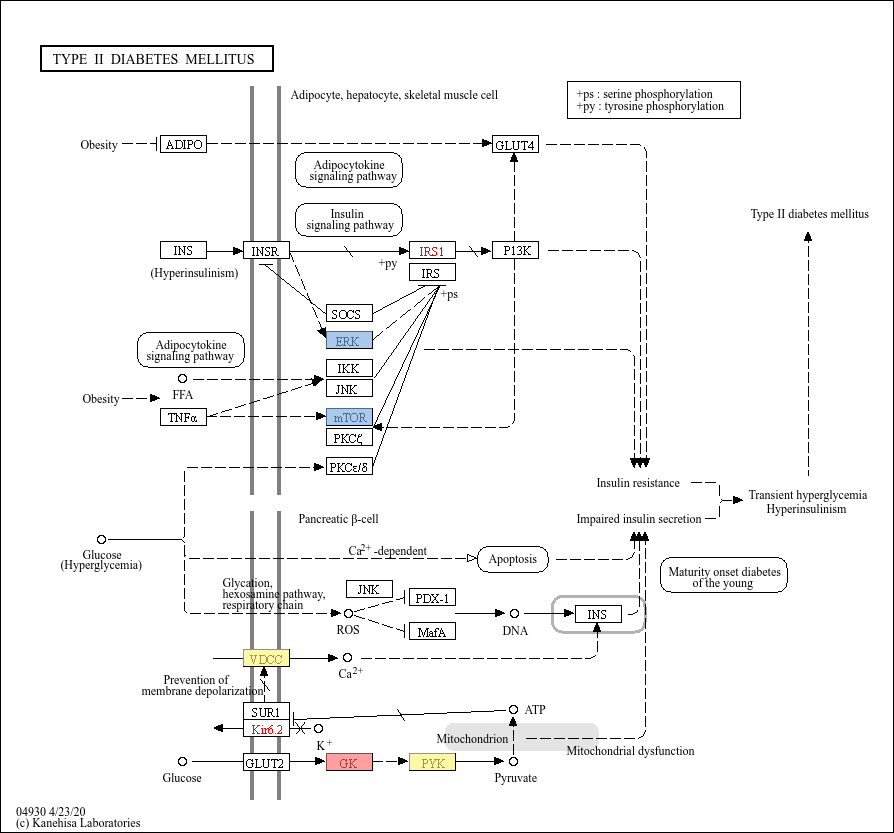 TYPE II DIABETES MELLITUS
Adipocyte, hepatocyte, skeletal muscle cell
+ps : serine phosphorylation
+py : tyrosine phosphorylation
Obesity
ADIPO
GLUT4
Adipocytokine
signaling pathway
Insulin
signaling pathway
Type II diabetes mellitus
INS
INSR
IRS1
P13K
(Hyperinsulinism)
+py
IRS
+ps
SOCS
ERK
Adipocytokine
signaling pathway
IKK
FFA
JNK
Obesity
TNFα
mTOR
PKCζ
PKCε/δ
Insulin resistance
Transient hyperglycemia
Hyperinsulinism
Pancreatic β-cell
Impaired insulin secretion
Glucose
(Hyperglycemia)
Ca2+ -dependent
Apoptosis
Maturity onset diabetes
of the young
Glycation,
hexosamine pathway,
respiratory chain
JNK
PDX-1
ROS
MafA
DNA
INS
VDCC
Ca2+
Prevention of
membrane depolarization
SUR1
Kir6.2
K+
ATP
Mitochondrion
Mitochondrial dysfunction
Glucose
GLUT2
GK
PYK
Pyruvate
04930 4/23/20
(c) Kanehisa Laboratories